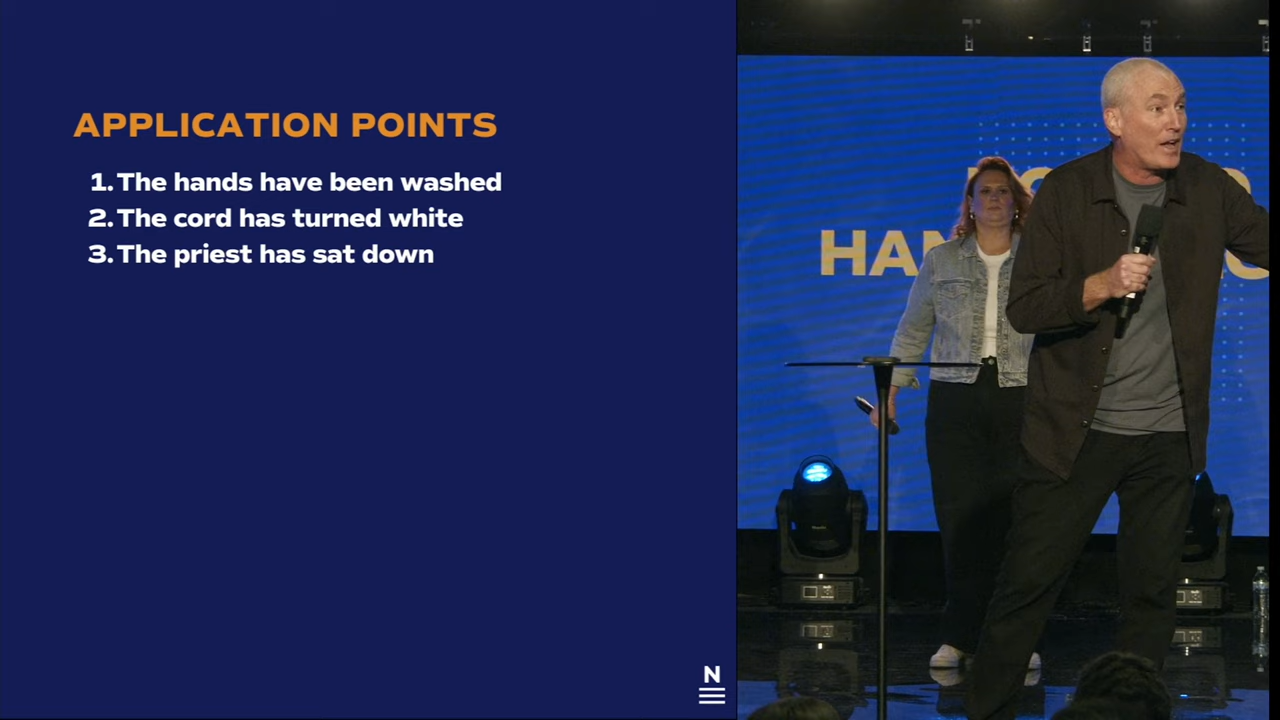 APPLICATION POINTS
1. The hands have been washed
2. The cord has turned white
3. The priest has sat down
N